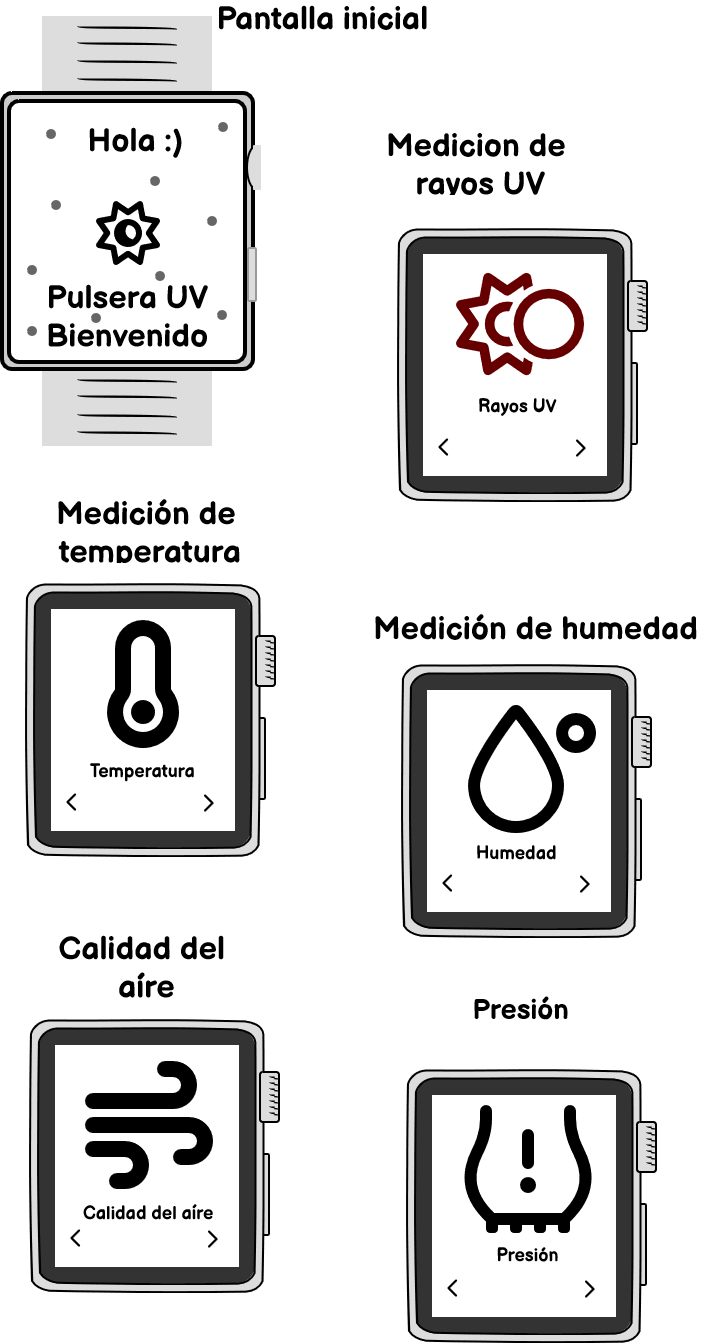 Pantalla inicial
Hola :)
Pulsera UV
Bienvenido
Medicion de
rayos UV
Rayos UV
Medición de
temperatura
Temperatura
Medición de humedad
Humedad
Calidad del
aíre
Calidad del aíre
Presión
Presión